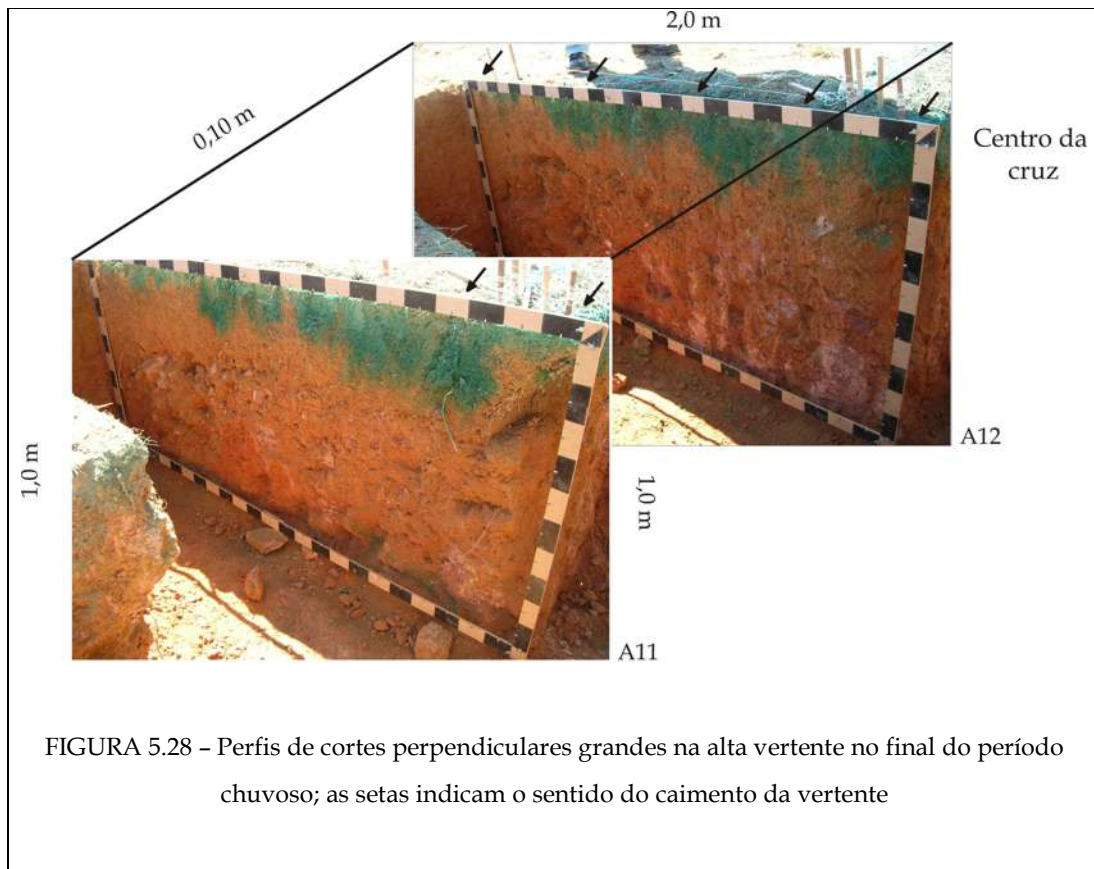 2,0 m
0,10 m
Centro da
cruz
A12
1,0 m
1,0 m
A11
FIGURA 5.28 – Perfis de cortes perpendiculares grandes na alta vertente no final do período
chuvoso; as setas indicam o sentido do caimento da vertente